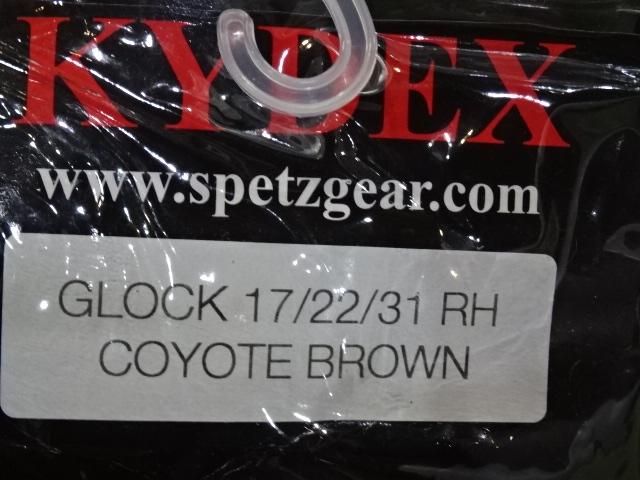 KYDEX
www.spetzgear.com
GLOCK 17/22/31 RH
COYOTE BROWN